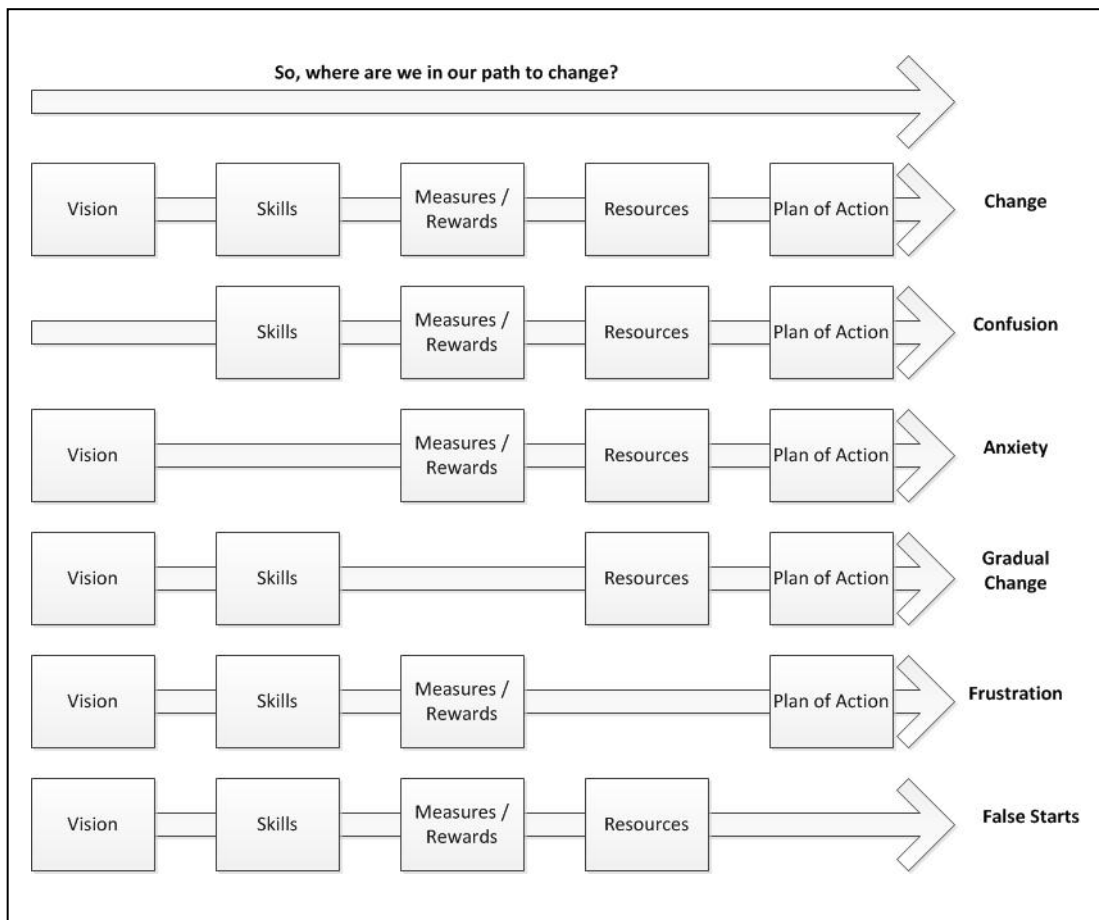 So, where are we in our path to change?
Vision
Skills
Measures /
Rewards
Resources
Plan of Action
Change
Skills
Measures /
Rewards
Resources
Plan of Action
Confusion
Vision
Measures /
Rewards
Resources
Plan of Action
Anxiety
Vision
Skills
Resources
Plan of Action
Gradual
Change
Vision
Skills
Measures /
Rewards
Plan of Action
Frustration
Vision
Skills
Measures /
Rewards
Resources
False Starts